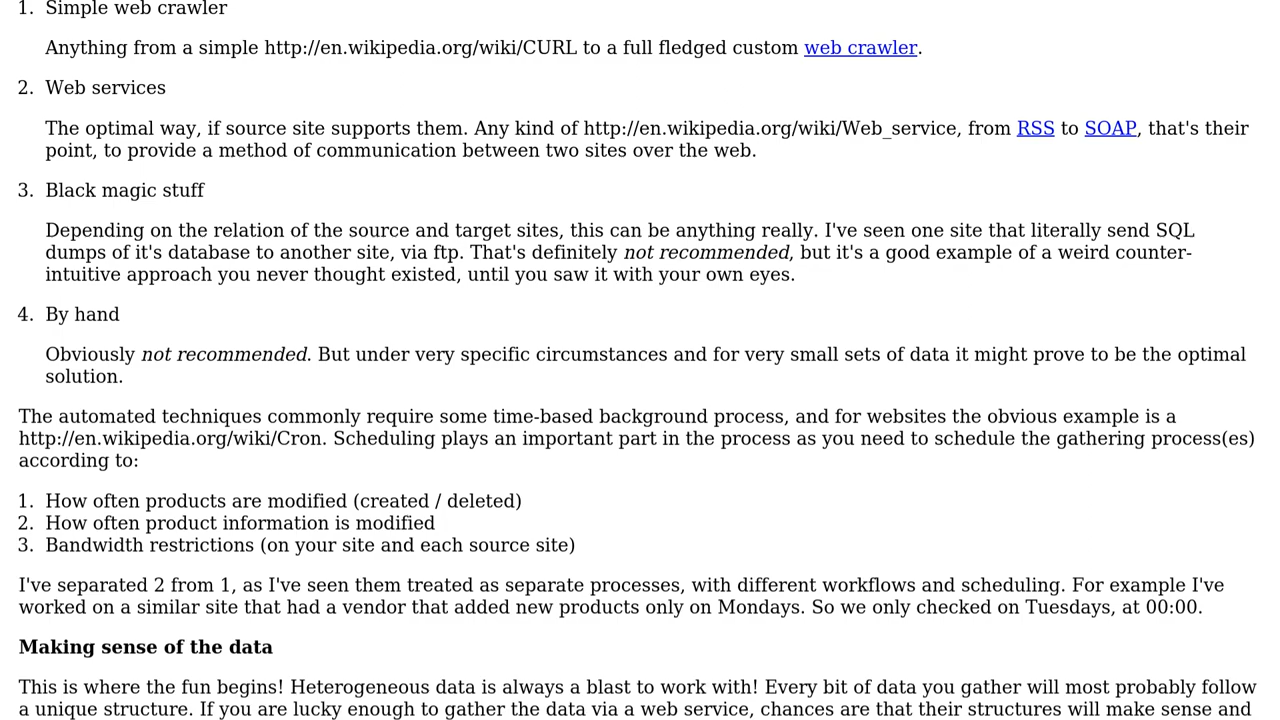 1. Simple web crawler
Anything from a simple http://en.wikipedia.org/wiki/CURL to a full fledged custom web crawler.
2. Web services
The optimal way, if source site supports them. Any kind of http://en.wikipedia.org/wiki/Web_service, from RSS to SOAP, that's their
point, to provide a method of communication between two sites over the web.
3. Black magic stuff
Depending on the relation of the source and target sites, this can be anything really. I've seen one site that literally send SQL
dumps of it's database to another site, via ftp. That's definitely not recommended, but it's a good example of a weird counter-
intuitive approach you never thought existed, until you saw it with your own eyes.
4. By hand
Obviously not recommended. But under very specific circumstances and for very small sets of data it might prove to be the optimal
solution.
The automated techniques commonly require some time-based background process, and for websites the obvious example is a
http://en.wikipedia.org/wiki/Cron. Scheduling plays an important part in the process as you need to schedule the gathering process(es)
according to:
1. How often products are modified (created / deleted)
2. How often product information is modified
3. Bandwidth restrictions (on your site and each source site)
I've separated 2 from 1, as I've seen them treated as separate processes, with different workflows and scheduling. For example I've
worked on a similar site that had a vendor that added new products only on Mondays. So we only checked on Tuesdays, at 00:00.
Making sense of the data
This is where the fun begins! Heterogeneous data is always a blast to work with! Every bit of data you gather will most probably follow
a unique structure. If you are lucky enough to gather the data via a web service, chances are that their structures will make sense and